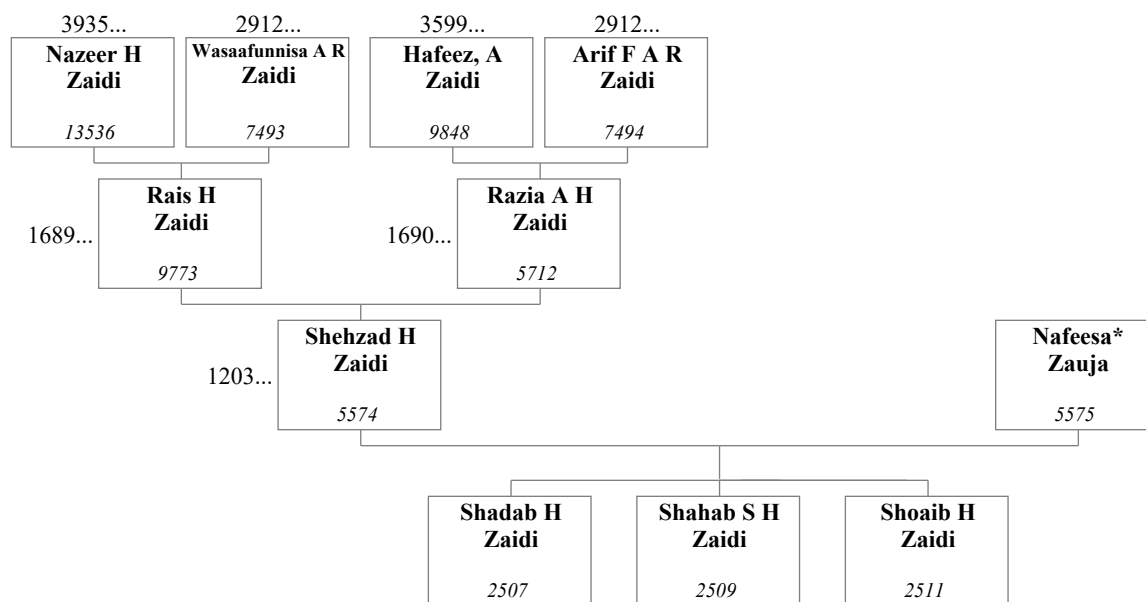 3935... 2912... 3599... 2912...
Nazeer H
Zaidi
13536
Wasaafunnisa A R
Zaidi
7493
Hafeez, A
Zaidi
9848
Arif F A R
Zaidi
7494
1689...
Rais H
Zaidi
9773
1690...
Razia A H
Zaidi
5712
1203...
Shehzad H
Zaidi
5574
Nafeesa*
Zauja
5575
Shadab H
Zaidi
2507
Shahab S H
Zaidi
2509
Shoaib H
Zaidi
2511